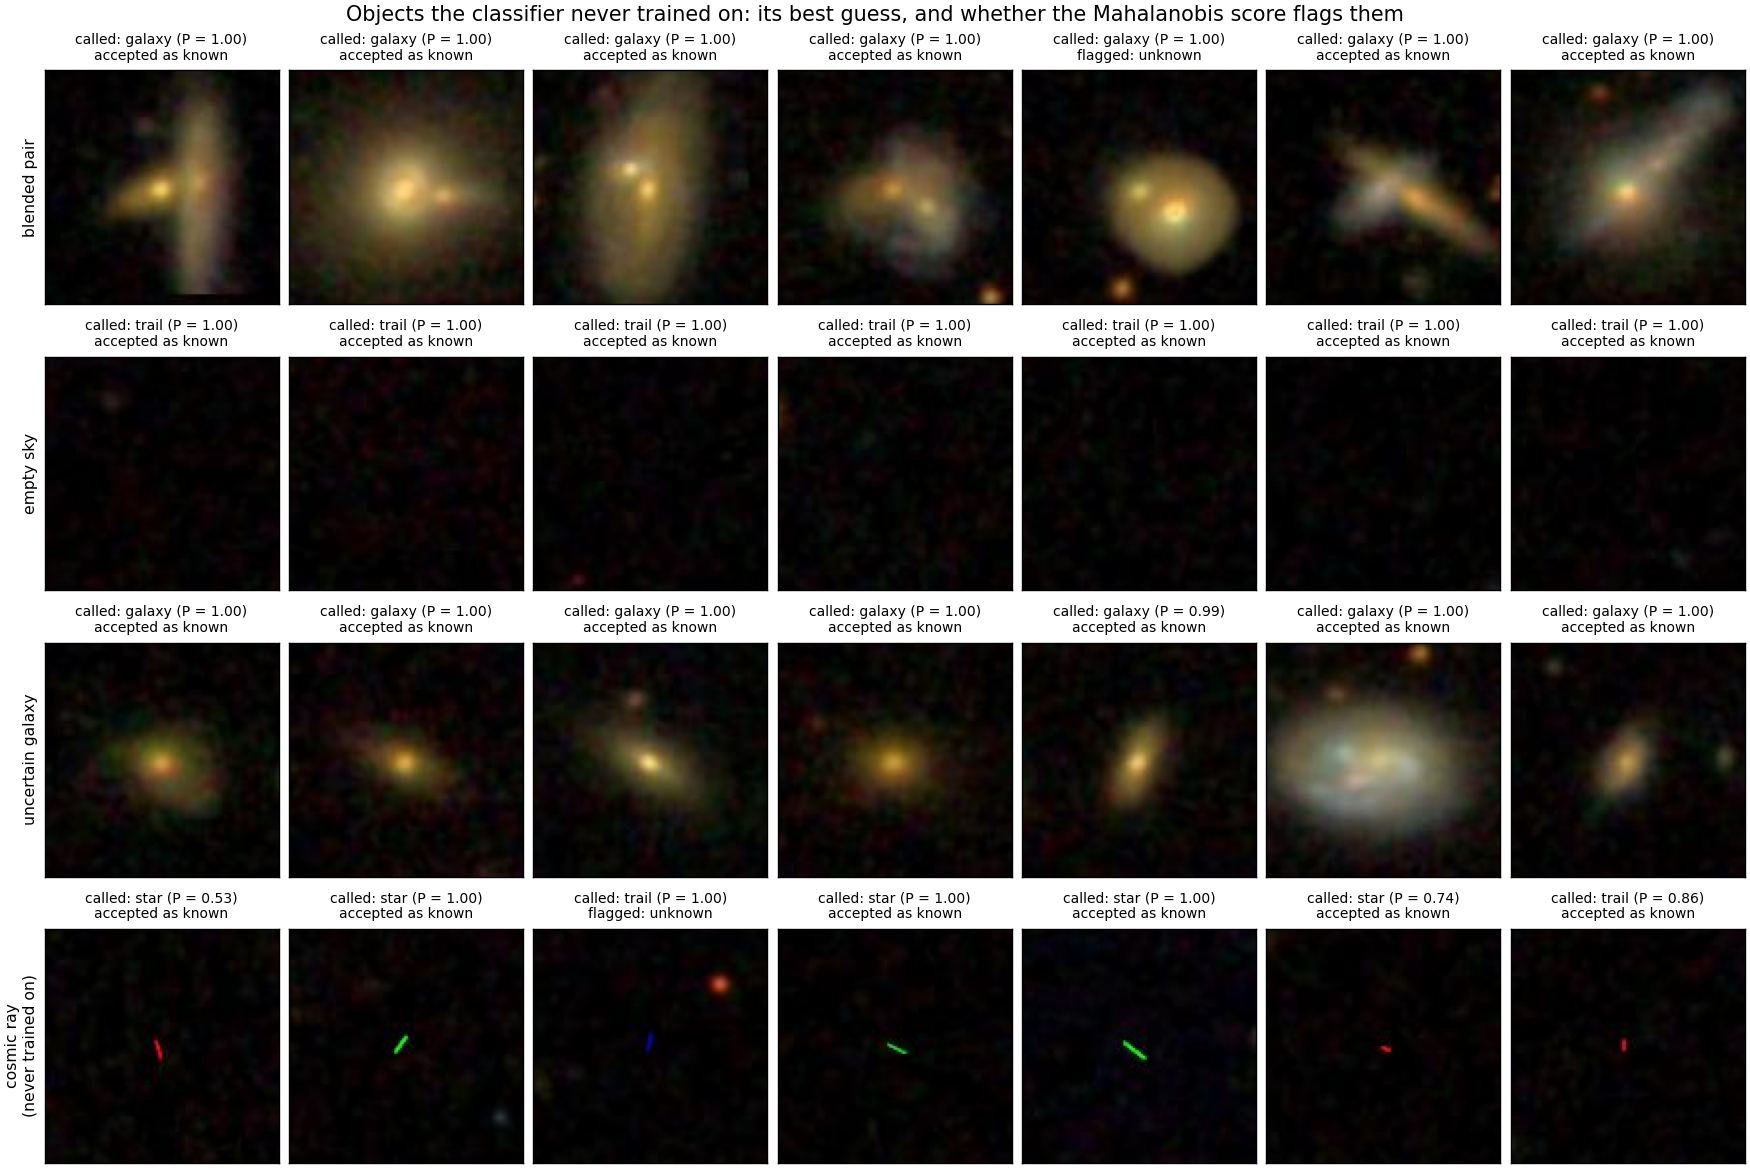 Objects the classifier never trained on: its best guess, and whether the Mahalanobis score flags them
called: galaxy (P = 1.00)
accepted as known
called: galaxy (P = 1.00)
accepted as known
called: galaxy (P = 1.00)
accepted as known
called: galaxy (P = 1.00)
accepted as known
called: galaxy (P = 1.00)
flagged: unknown
called: galaxy (P = 1.00)
accepted as known
called: galaxy (P = 1.00)
accepted as known
blended pair
called: trail (P = 1.00)
accepted as known
called: trail (P = 1.00)
accepted as known
called: trail (P = 1.00)
accepted as known
called: trail (P = 1.00)
accepted as known
called: trail (P = 1.00)
accepted as known
called: trail (P = 1.00)
accepted as known
called: trail (P = 1.00)
accepted as known
empty sky
called: galaxy (P = 1.00)
accepted as known
called: galaxy (P = 1.00)
accepted as known
called: galaxy (P = 1.00)
accepted as known
called: galaxy (P = 1.00)
accepted as known
called: galaxy (P = 0.99)
accepted as known
called: galaxy (P = 1.00)
accepted as known
called: galaxy (P = 1.00)
accepted as known
uncertain galaxy
called: star (P = 0.53)
accepted as known
called: star (P = 1.00)
accepted as known
called: trail (P = 1.00)
flagged: unknown
called: star (P = 1.00)
accepted as known
called: star (P = 1.00)
accepted as known
called: star (P = 0.74)
accepted as known
called: trail (P = 0.86)
accepted as known
cosmic ray
(never trained on)